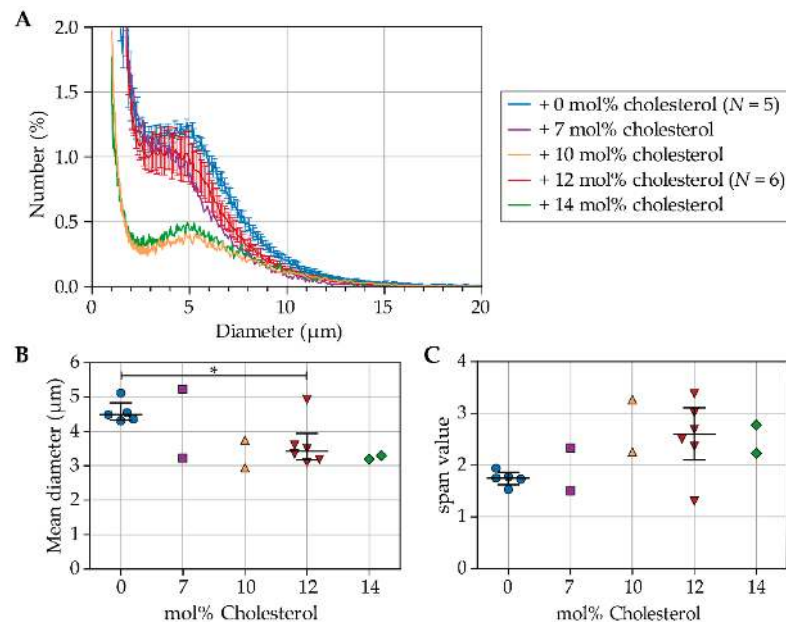 A
2.0
1.5
1.0
0.5
0.0
Number (%)
0 5 10 15 20
Diameter (μm)
+ 0 mol% cholesterol (N = 5)
+ 7 mol% cholesterol
+ 10 mol% cholesterol
+ 12 mol% cholesterol (N = 6)
+ 14 mol% cholesterol
B
6
5
4
3
2
1
0
Mean diameter (μm)
*
0 7 10 12 14
mol% Cholesterol
C
4
3
2
1
0
span value
0 7 10 12 14
mol% Cholesterol